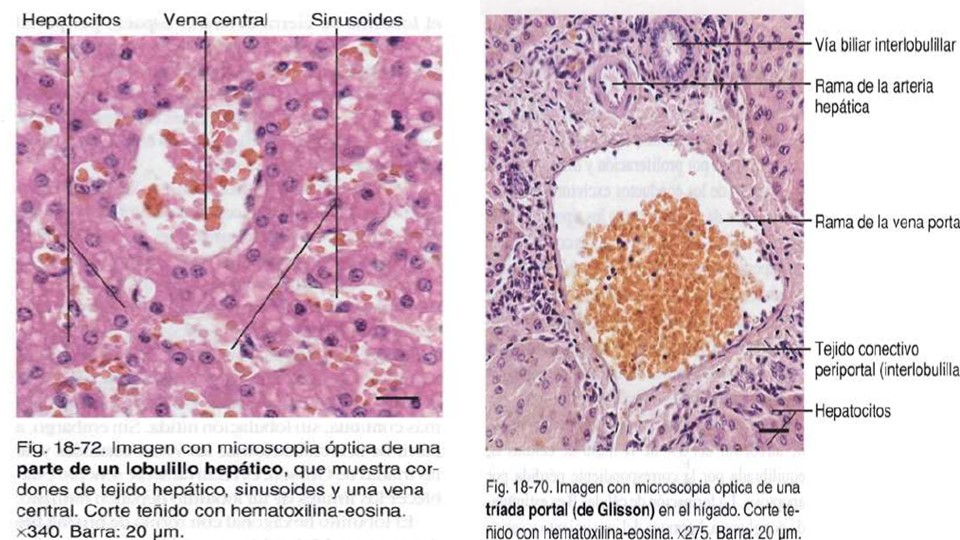 Hepatocitos Vena central Sinusoides
Fig. 18-72. Imagen con microscopia óptica de una
parte de un lobulillo hepático, que muestra cor-
dones de tejido hepático, sinusoides y una vena
central. Corte teñido con hematoxilina-eosina.
×340. Barra: 20 µm.
Vía biliar interlobulillar
Rama de la arteria
hepática
Rama de la vena porta
Tejido conectivo
periportal (interlobulilla
Hepatocitos
Fig. 18-70. Imagen con microscopia óptica de una
tríada portal (de Glisson) en el hígado. Corte te-
ñido con hematoxilina-eosina. ×275. Barra: 20 µm.